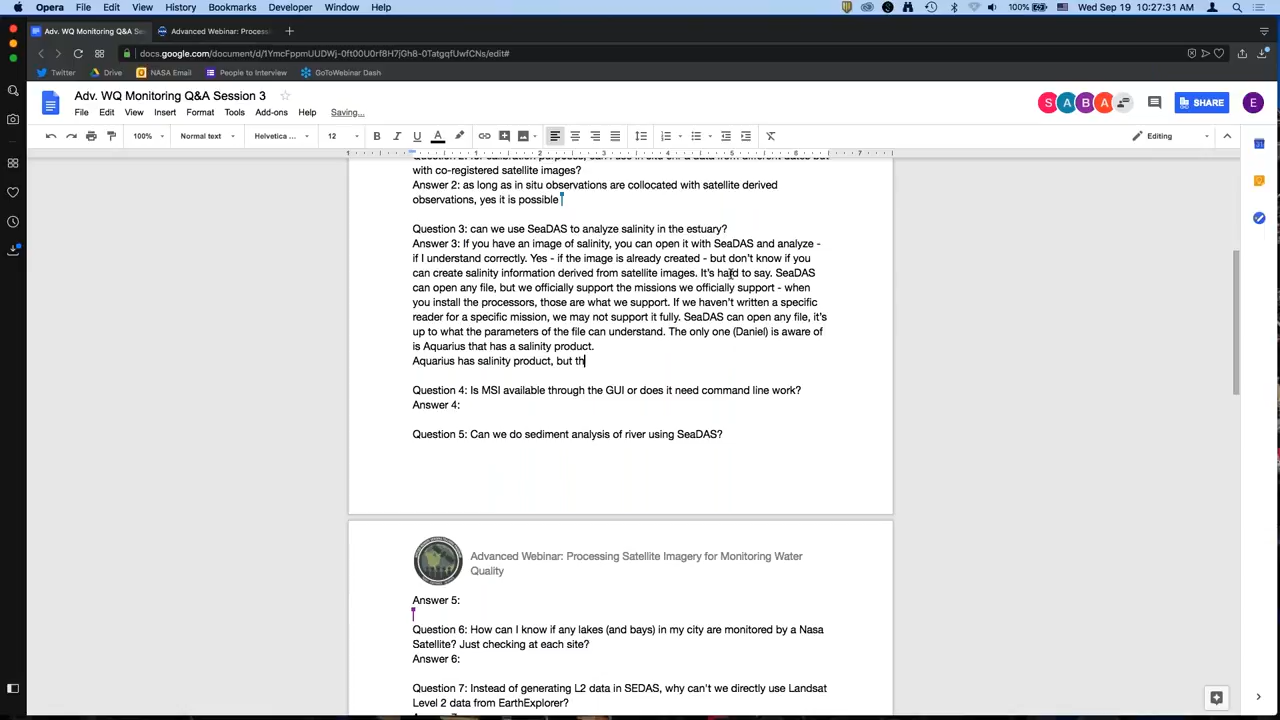 Opera File Edit View History Bookmarks Developer Window Help 100% Wed Sep 19 10:27:31 AM
Adv. WQ Monitoring Q&A Ses Advanced Webinar: Process
docs.google.com/document/d/1YmcFppmUUDWj-0ft00U0rf8H7jGh8-0TatgqfUwfCNs/edit#
Twitter Drive NASA Email People to Interview GoToWebinar Dash
Adv. WQ Monitoring Q&A Session 3
File Edit View Insert Format Tools Add-ons Help Saving...
S A B A SHARE E
100% Normal text Helvetica ... 12 B I U A Editing
1 1 2 3 4 5 6 7
with co-registered satellite images?
Answer 2: as long as in situ observations are collocated with satellite derived
observations, yes it is possible
Question 3: can we use SeaDAS to analyze salinity in the estuary?
Answer 3: If you have an image of salinity, you can open it with SeaDAS and analyze -
if I understand correctly. Yes - if the image is already created - but don't know if you
can create salinity information derived from satellite images. It's hard to say. SeaDAS
can open any file, but we officially support the missions we officially support - when
you install the processors, those are what we support. If we haven't written a specific
reader for a specific mission, we may not support it fully. SeaDAS can open any file, it's
up to what the parameters of the file can understand. The only one (Daniel) is aware of
is Aquarius that has a salinity product.
Aquarius has salinity product, but th
Question 4: Is MSI available through the GUI or does it need command line work?
Answer 4:
Question 5: Can we do sediment analysis of river using SeaDAS?
Advanced Webinar: Processing Satellite Imagery for Monitoring Water
Quality
Answer 5:
Question 6: How can I know if any lakes (and bays) in my city are monitored by a Nasa
Satellite? Just checking at each site?
Answer 6:
Question 7: Instead of generating L2 data in SEDAS, why can't we directly use Landsat
Level 2 data from EarthExplorer?